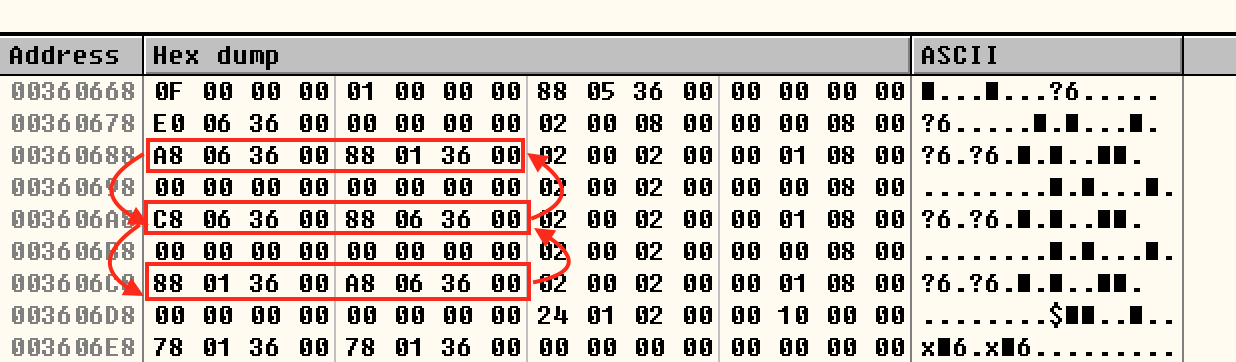 Address Hex dump ASCII
00360668 0F 00 00 00 01 00 00 00 88 05 36 00 00 00 00 00 ■...■...?6.....
00360678 E0 06 36 00 00 00 00 00 02 00 08 00 00 00 08 00 ?6.....■.■...■.
00360688 A8 06 36 00 88 01 36 00 02 00 02 00 00 01 08 00 ?6.?6.■.■..■■.
00360698 00 00 00 00 00 00 00 00 02 00 02 00 00 00 08 00 ........■.■...■.
003606A8 C8 06 36 00 88 06 36 00 02 00 02 00 00 01 08 00 ?6.?6.■.■..■■.
003606B8 00 00 00 00 00 00 00 00 02 00 02 00 00 00 08 00 ........■.■...■.
003606C8 88 01 36 00 A8 06 36 00 02 00 02 00 00 01 08 00 ?6.?6.■.■..■■.
003606D8 00 00 00 00 00 00 00 00 24 01 02 00 00 10 00 00 ........$■■..■..
003606E8 78 01 36 00 78 01 36 00 00 00 00 00 00 00 00 00 x■6.x■6.........